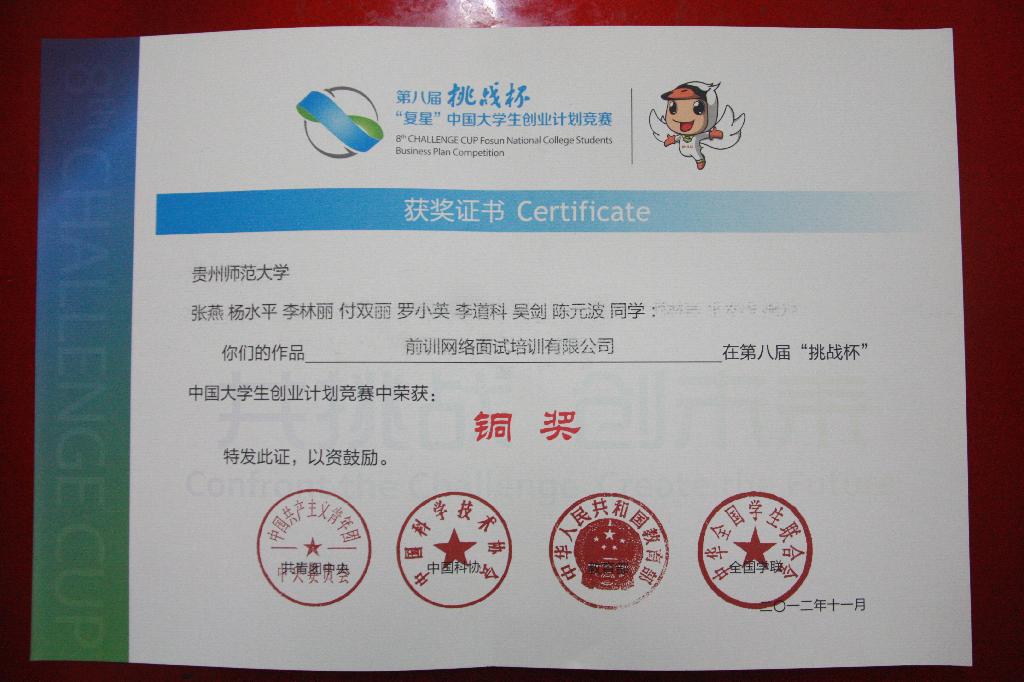 第八届 挑战杯
“复星”中国大学生创业计划竞赛
8th CHALLENGE CUP Fosun National College Students
Business Plan Competition
获奖证书 Certificate
贵州师范大学
张燕 杨水平 李林丽 付双丽 罗小英 李道科 吴剑 陈元波 同学：
你们的作品 前训网络面试培训有限公司 在第八届“挑战杯”
中国大学生创业计划竞赛中荣获：
铜 奖
特发此证，以资鼓励。
Confront the Challenge, Create the Future
中国共产主义青年团
中央委员会
共青团中央
中国科学技术协会
中国科协
中华人民共和国教育部
教育部
中华全国学生联合会
全国学联
二〇一二年十一月
8th CHALLENGE CUP